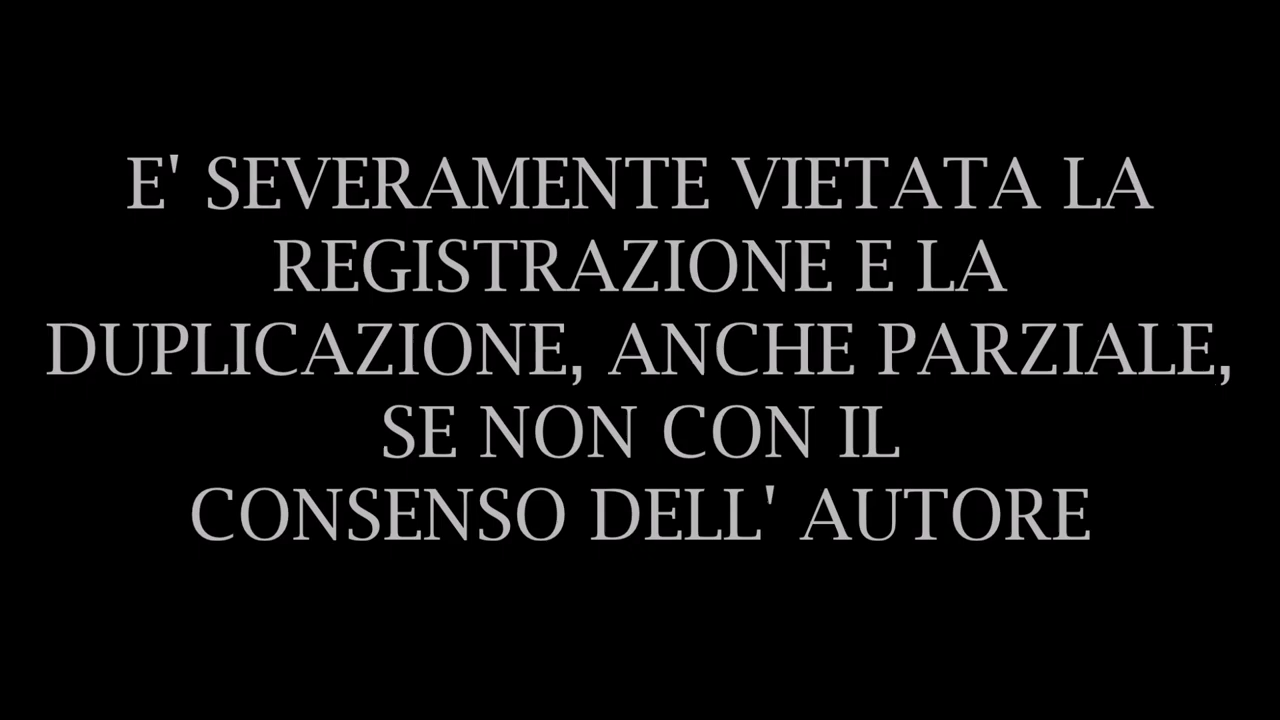 E' SEVERAMENTE VIETATA LA
REGISTRAZIONE E LA
DUPLICAZIONE, ANCHE PARZIALE,
SE NON CON IL
CONSENSO DELL' AUTORE